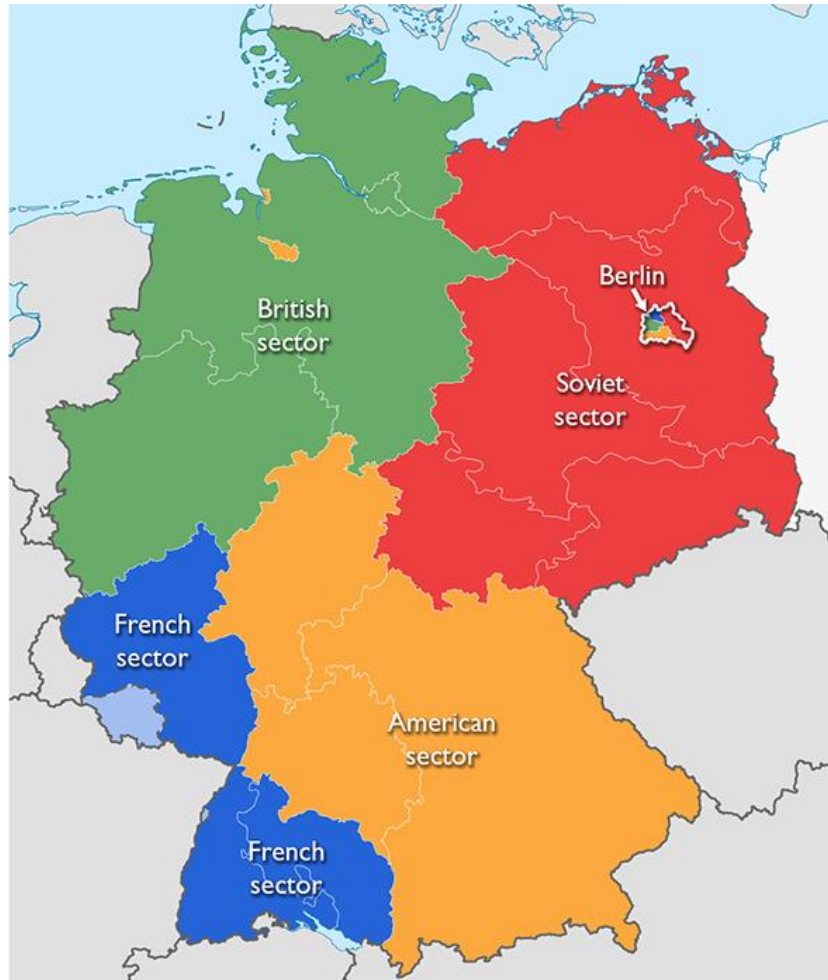 Berlin
British
sector
Soviet
sector
French
sector
American
sector
French
sector